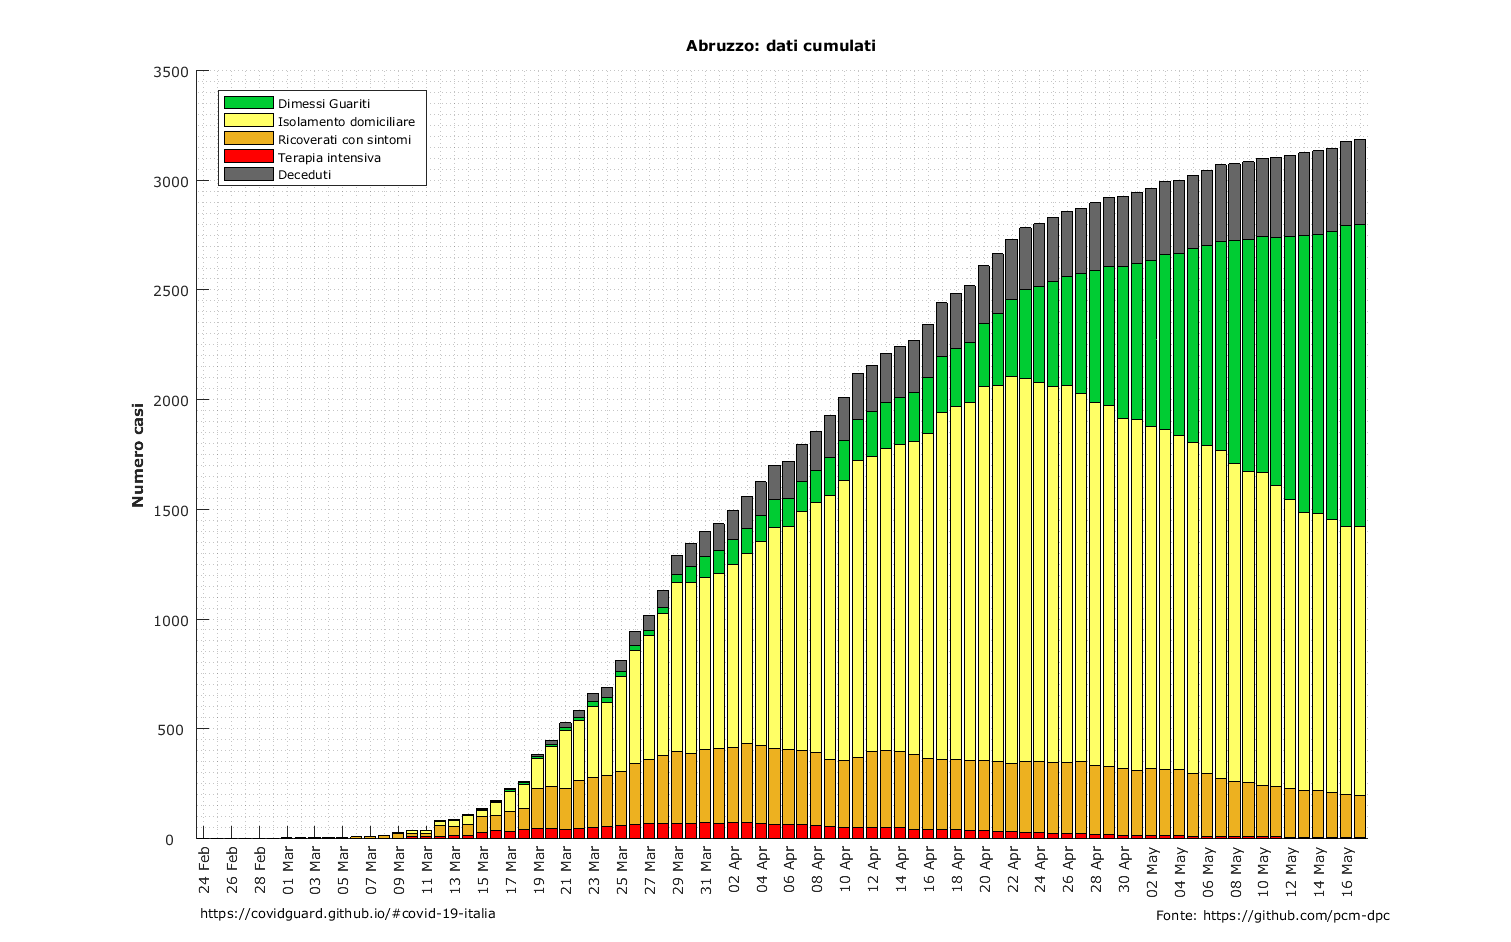 Abruzzo: dati cumulati
3500
3000
2500
2000
1500
1000
500
0
Numero casi
Dimessi Guariti
Isolamento domiciliare
Ricoverati con sintomi
Terapia intensiva
Deceduti
24 Feb
26 Feb
28 Feb
01 Mar
03 Mar
05 Mar
07 Mar
09 Mar
11 Mar
13 Mar
15 Mar
17 Mar
19 Mar
21 Mar
23 Mar
25 Mar
27 Mar
29 Mar
31 Mar
02 Apr
04 Apr
06 Apr
08 Apr
10 Apr
12 Apr
14 Apr
16 Apr
18 Apr
20 Apr
22 Apr
24 Apr
26 Apr
28 Apr
30 Apr
02 May
04 May
06 May
08 May
10 May
12 May
14 May
16 May
https://covidguard.github.io/#covid-19-italia
Fonte: https://github.com/pcm-dpc